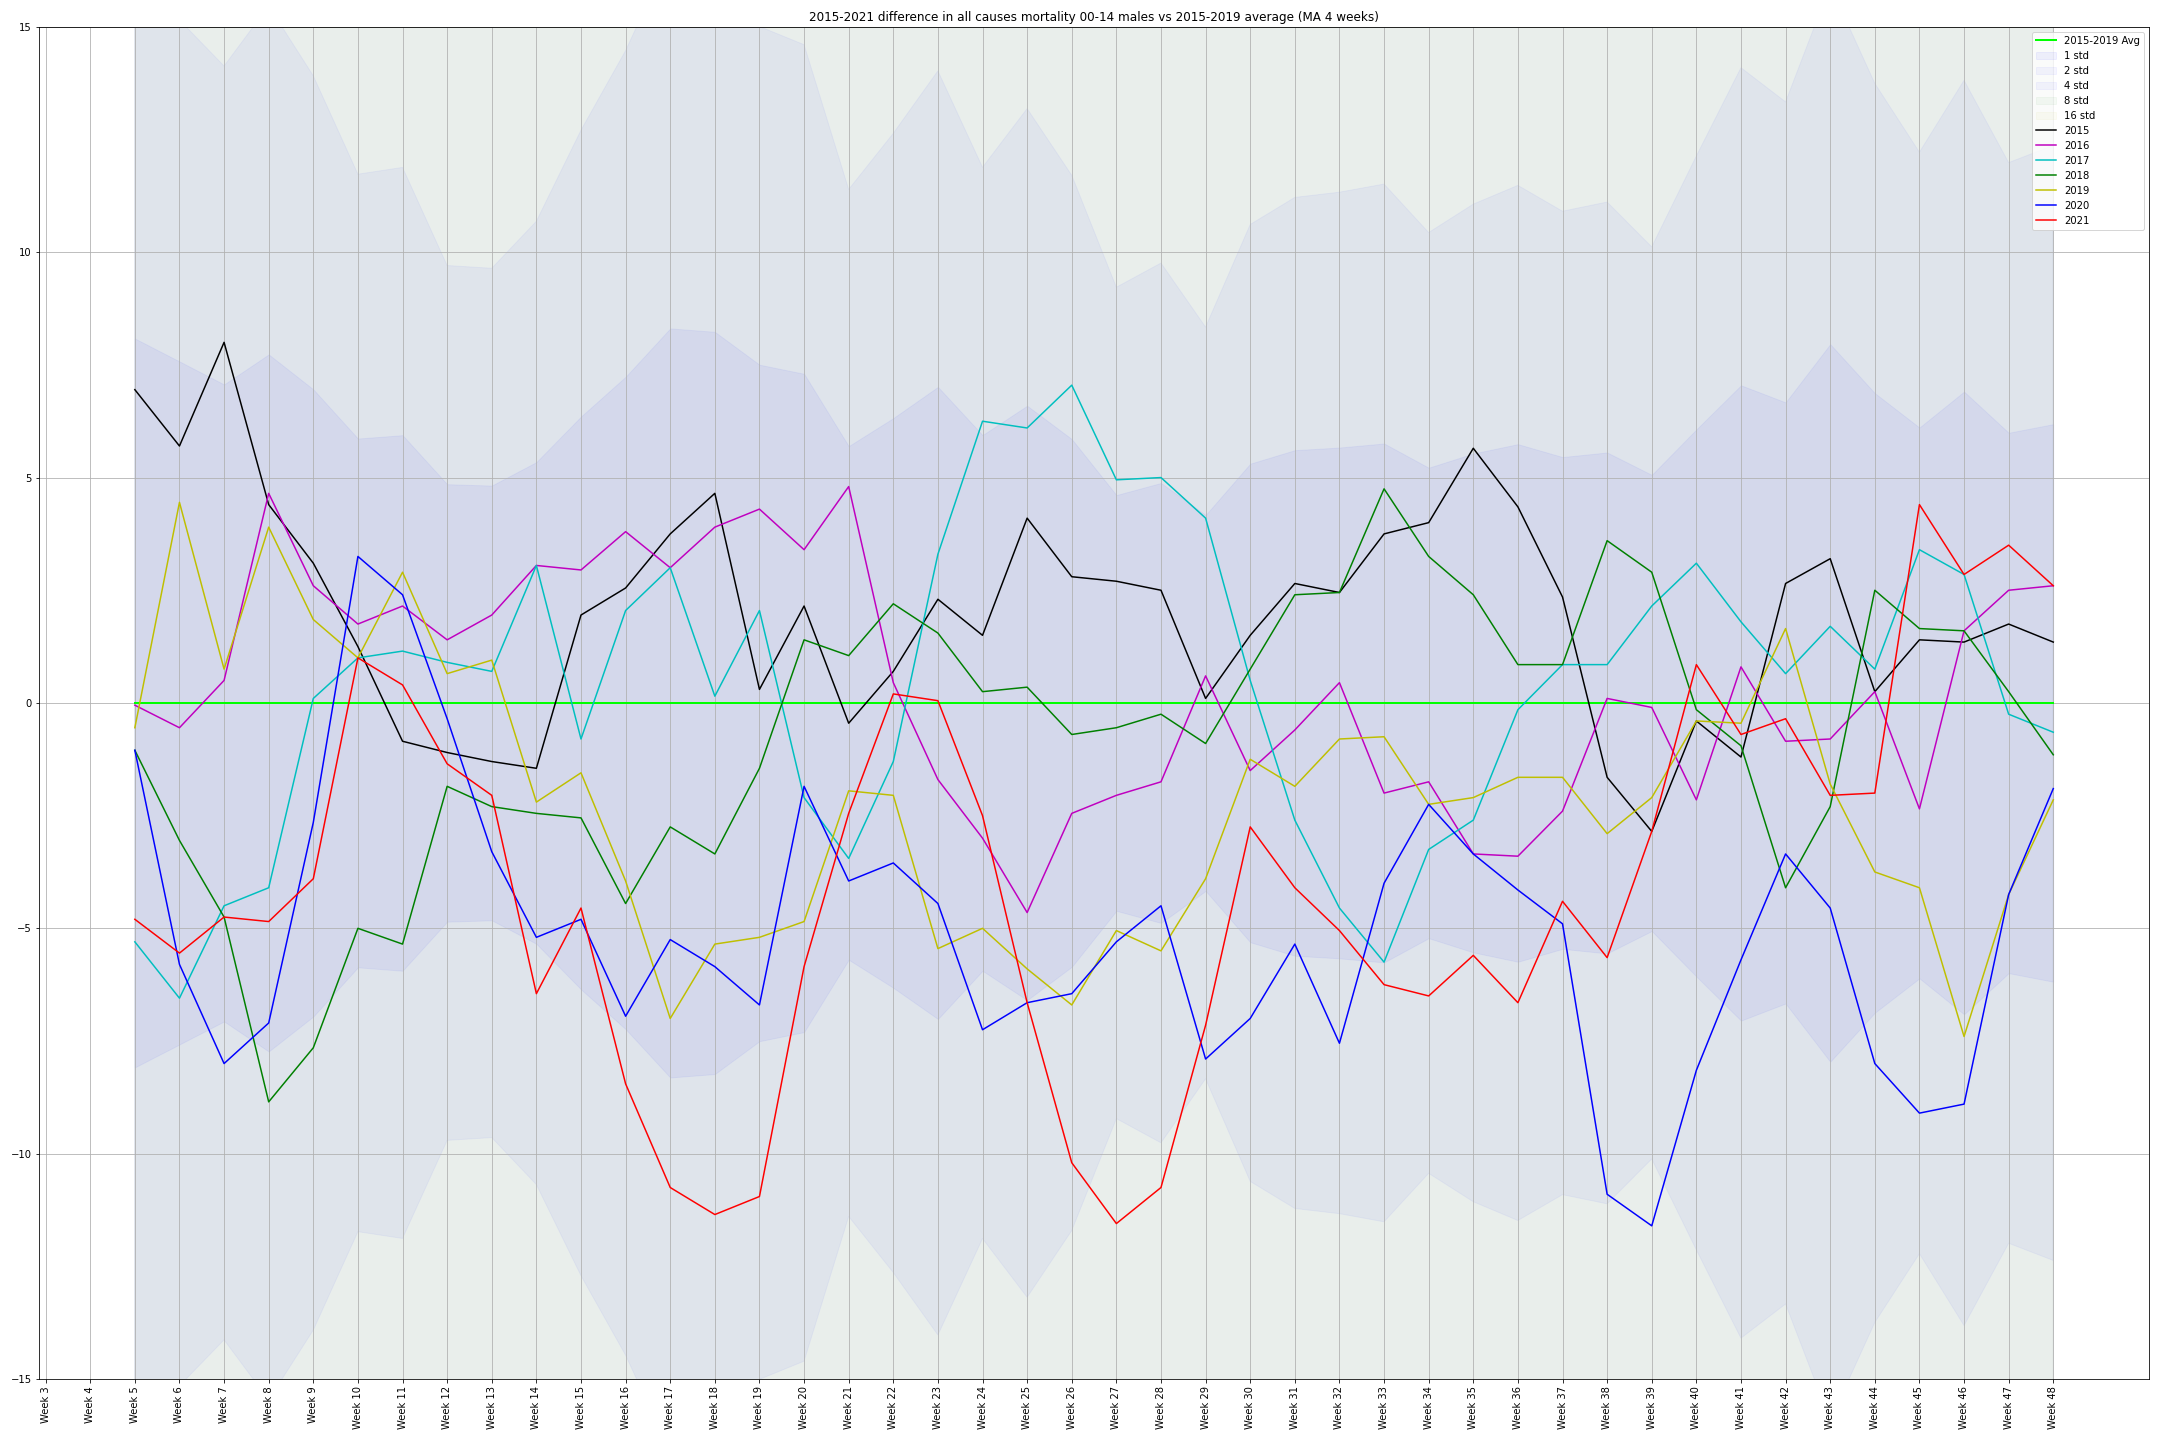 2015-2021 difference in all causes mortality 00-14 males vs 2015-2019 average (MA 4 weeks)
15
10
5
0
−5
−10
−15
2015-2019 Avg
1 std
2 std
4 std
8 std
16 std
2015
2016
2017
2018
2019
2020
2021
Week 3
Week 4
Week 5
Week 6
Week 7
Week 8
Week 9
Week 10
Week 11
Week 12
Week 13
Week 14
Week 15
Week 16
Week 17
Week 18
Week 19
Week 20
Week 21
Week 22
Week 23
Week 24
Week 25
Week 26
Week 27
Week 28
Week 29
Week 30
Week 31
Week 32
Week 33
Week 34
Week 35
Week 36
Week 37
Week 38
Week 39
Week 40
Week 41
Week 42
Week 43
Week 44
Week 45
Week 46
Week 47
Week 48